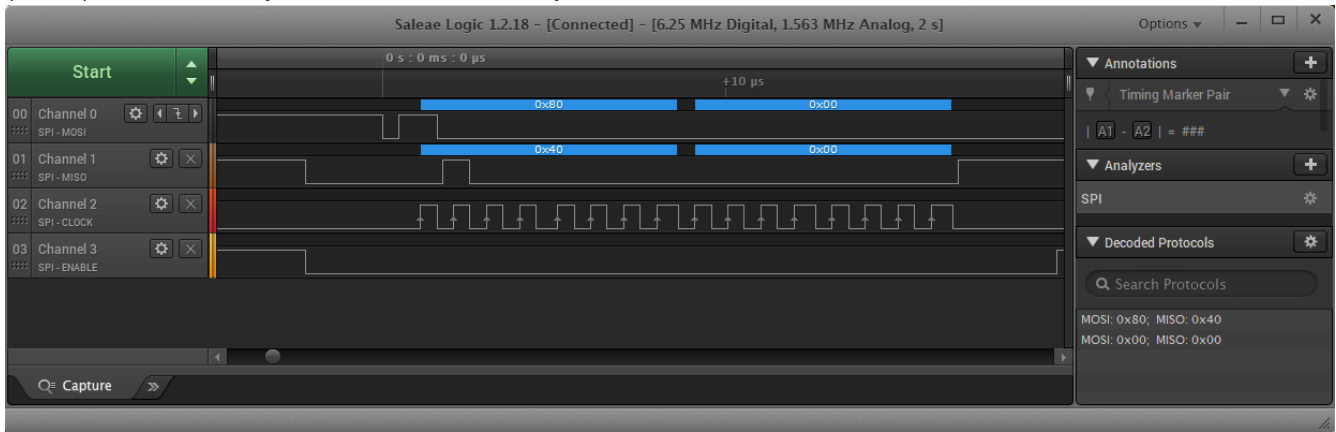 Saleae Logic 1.2.18 - [Connected] - [6.25 MHz Digital, 1.563 MHz Analog, 2 s]
Options
Start
0 s : 0 ms : 0 µs
+10 µs
Annotations
Timing Marker Pair
| A1 - A2 | = ###
00 Channel 0
SPI - MOSI
0x80 0x00
01 Channel 1
SPI - MISO
0x40 0x00
02 Channel 2
SPI - CLOCK
03 Channel 3
SPI - ENABLE
Analyzers
SPI
Decoded Protocols
Search Protocols
MOSI: 0x80; MISO: 0x40
MOSI: 0x00; MISO: 0x00
Capture